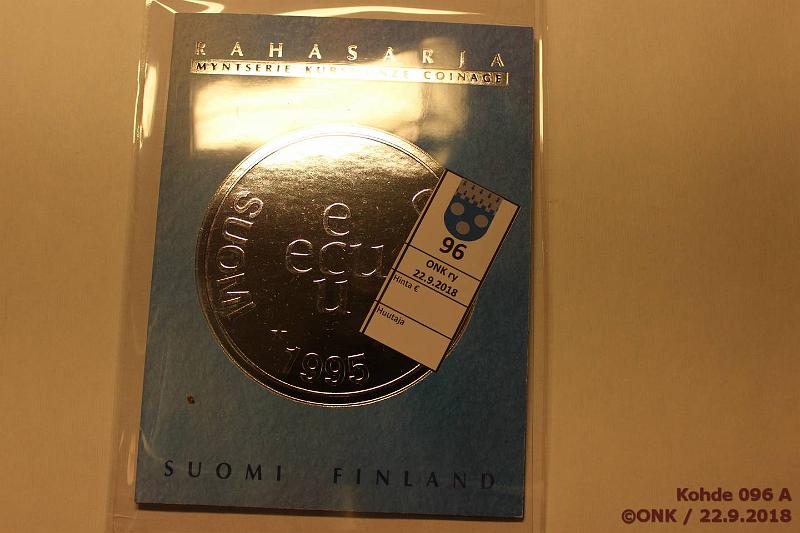 RAHASARJA
MYNTSERIE KURSMÜNZE COINAGE
SUOMI
e
ecu
u
1995
96
ONK ry
22.9.2018
Hinta €
Huutaja
SUOMI FINLAND
Kohde 096 A
©ONK / 22.9.2018